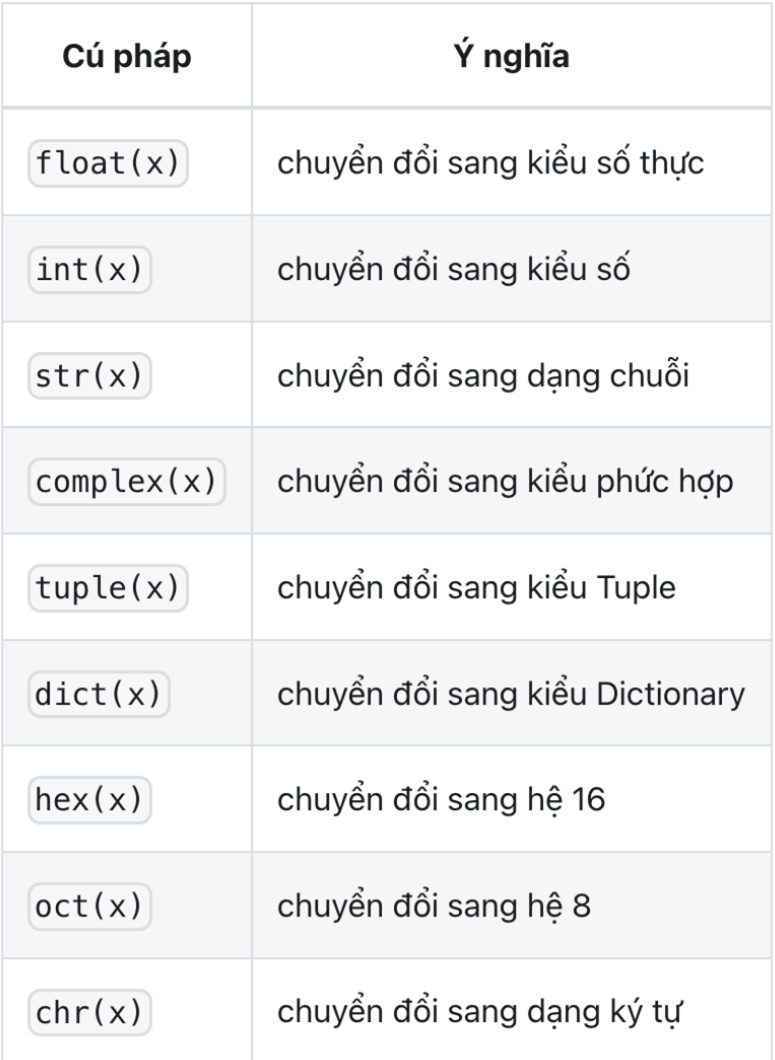 Cú pháp Ý nghĩa
float(x) chuyển đổi sang kiểu số thực
int(x) chuyển đổi sang kiểu số
str(x) chuyển đổi sang dạng chuỗi
complex(x) chuyển đổi sang kiểu phức hợp
tuple(x) chuyển đổi sang kiểu Tuple
dict(x) chuyển đổi sang kiểu Dictionary
hex(x) chuyển đổi sang hệ 16
oct(x) chuyển đổi sang hệ 8
chr(x) chuyển đổi sang dạng ký tự